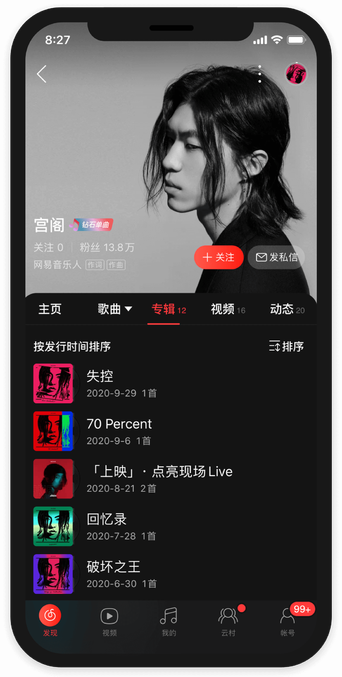 8:27
宫阁 钻石单曲
关注 0 粉丝 13.8万
网易音乐人 作词 作曲
关注 发私信
主页 歌曲 专辑 12 视频 16 动态 20
按发行时间排序 排序
失控
2020-9-29 1首
70 Percent
2020-9-6 1首
「上映」· 点亮现场 Live
2020-8-21 2首
回忆录
2020-7-28 1首
破坏之王
2020-6-30 1首
99+
发现 视频 我的 云村 帐号